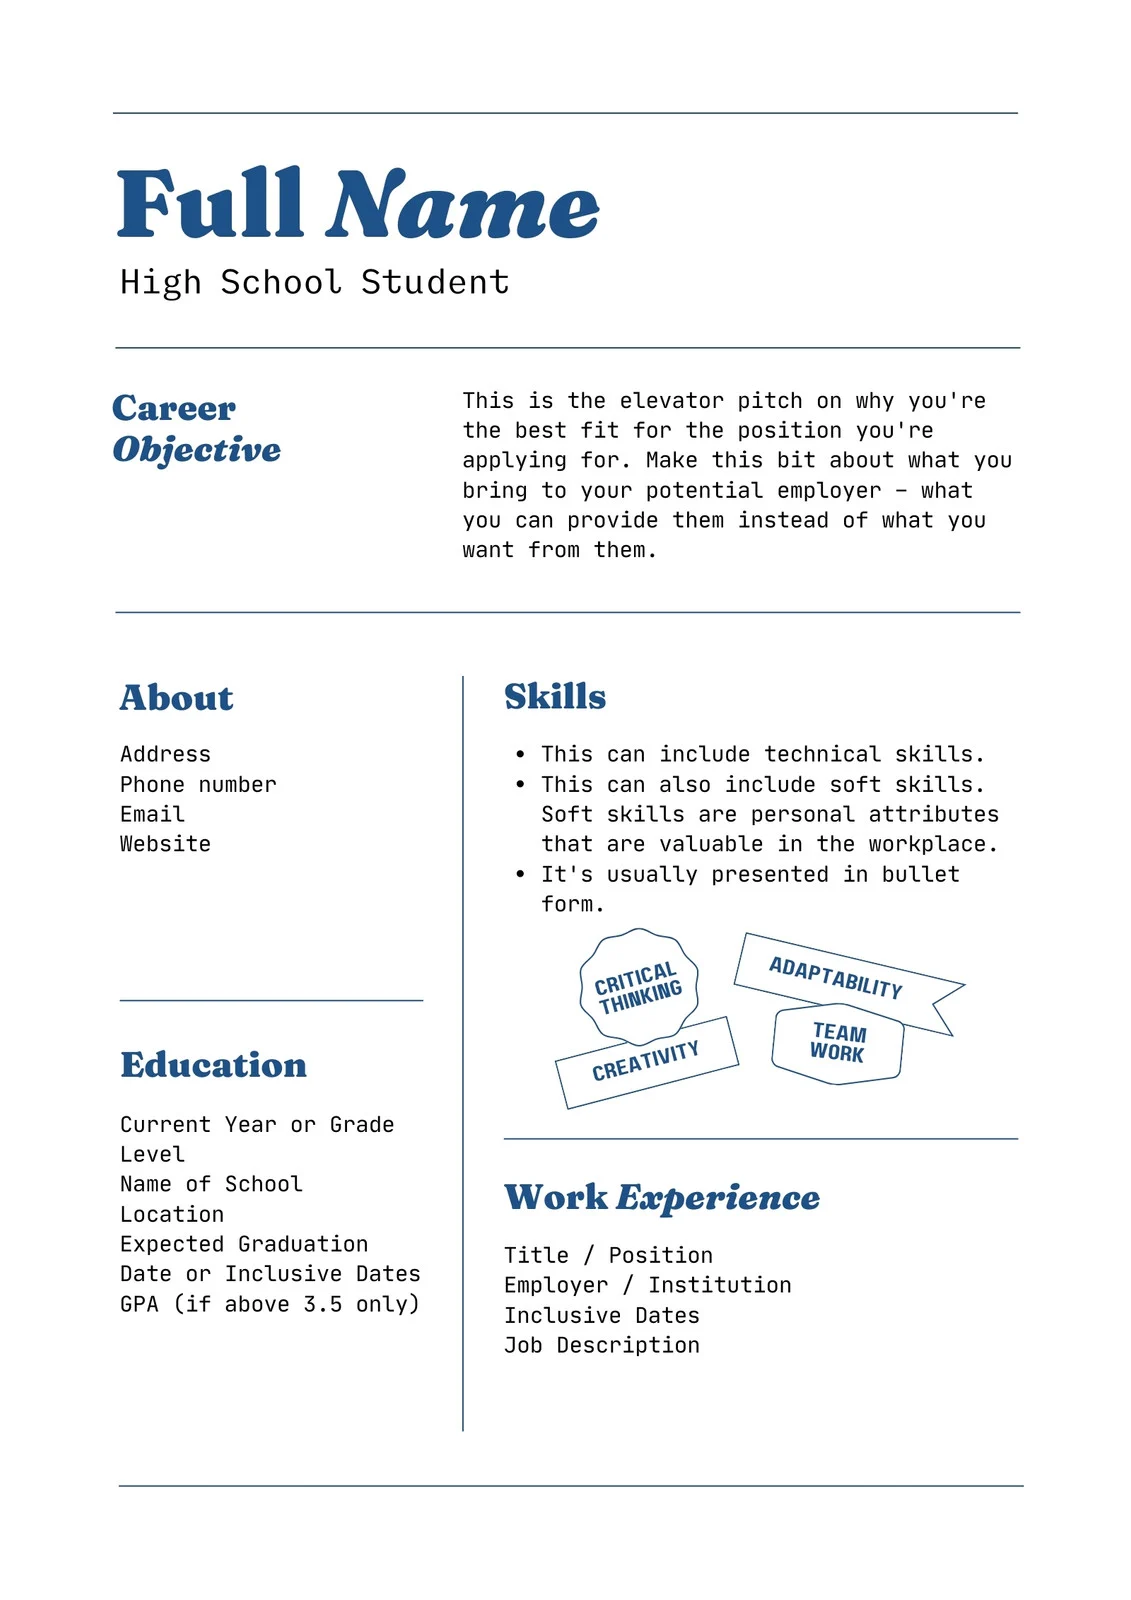 Full Name
High School Student
Career
Objective
This is the elevator pitch on why you're
the best fit for the position you're
applying for. Make this bit about what you
bring to your potential employer – what
you can provide them instead of what you
want from them.
About
Address
Phone number
Email
Website
Education
Current Year or Grade
Level
Name of School
Location
Expected Graduation
Date or Inclusive Dates
GPA (if above 3.5 only)
Skills
• This can include technical skills.
• This can also include soft skills.
Soft skills are personal attributes
that are valuable in the workplace.
• It's usually presented in bullet
form.
CRITICAL
THINKING
CREATIVITY
ADAPTABILITY
TEAM
WORK
Work Experience
Title / Position
Employer / Institution
Inclusive Dates
Job Description